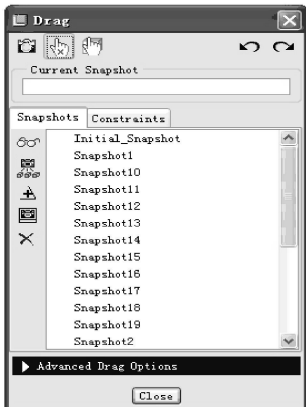 Drag
Current Snapshot
Snapshots Constraints
Initial_Snapshot
Snapshot1
Snapshot10
Snapshot11
Snapshot12
Snapshot13
Snapshot14
Snapshot15
Snapshot16
Snapshot17
Snapshot18
Snapshot19
Snapshot2
Advanced Drag Options
Close